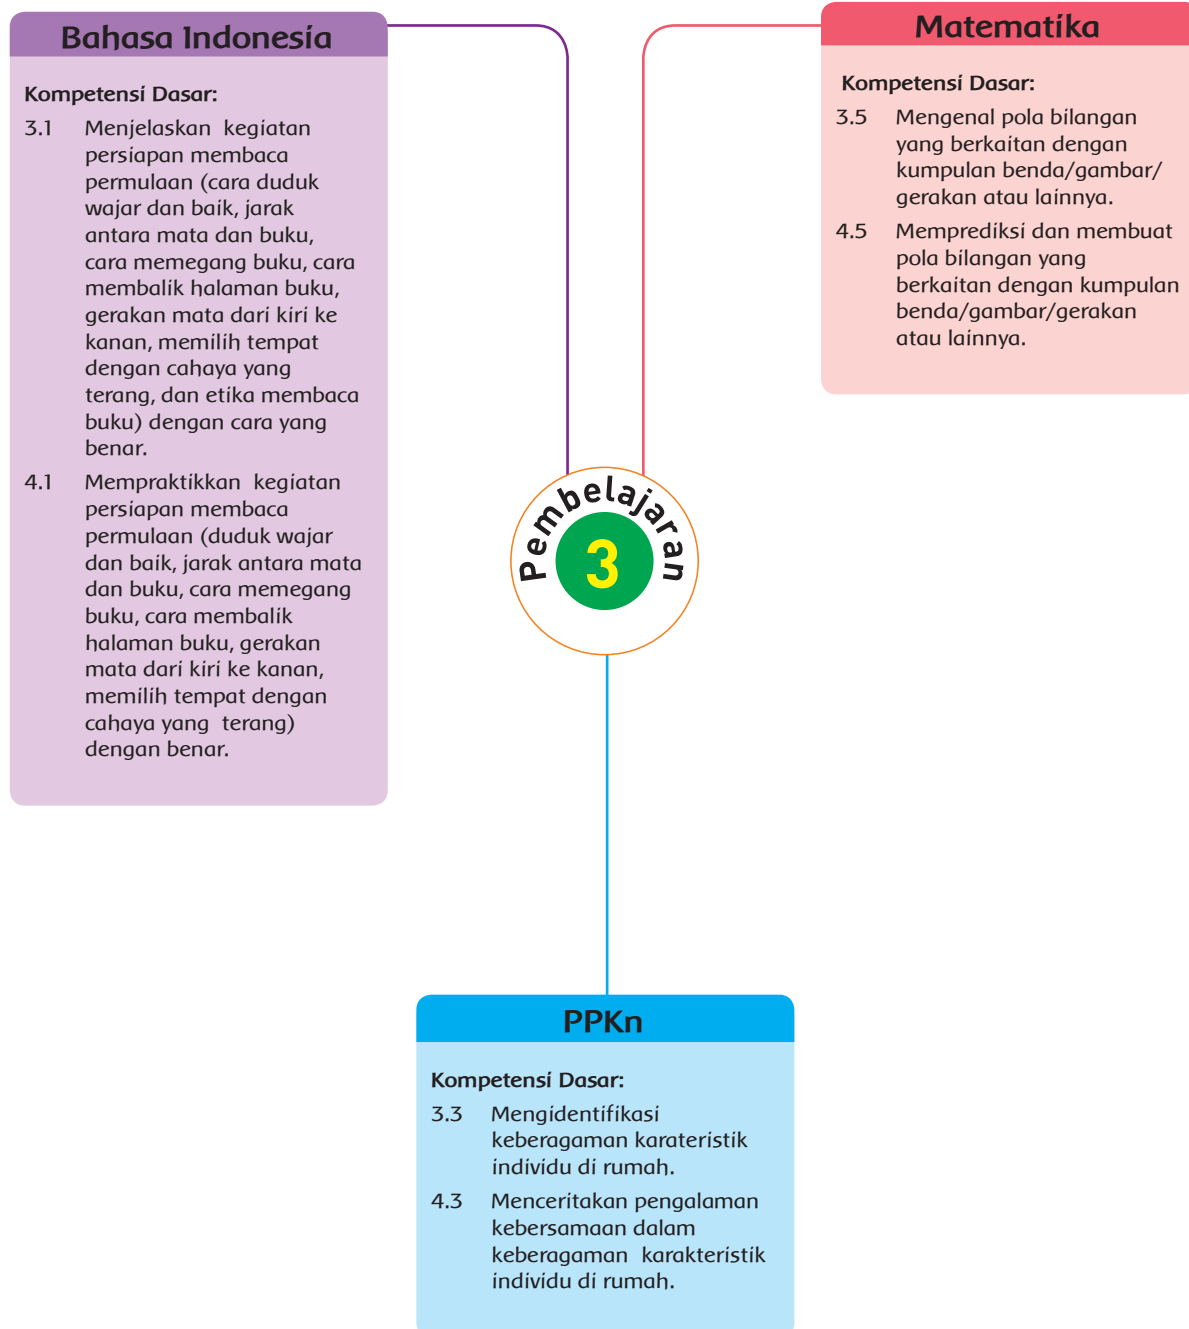 Bahasa Indonesia
Kompetensi Dasar:
3.1 Menjelaskan kegiatan
persiapan membaca
permulaan (cara duduk
wajar dan baik, jarak
antara mata dan buku,
cara memegang buku, cara
membalik halaman buku,
gerakan mata dari kiri ke
kanan, memilih tempat
dengan cahaya yang
terang, dan etika membaca
buku) dengan cara yang
benar.
4.1 Mempraktikkan kegiatan
persiapan membaca
permulaan (duduk wajar
dan baik, jarak antara mata
dan buku, cara memegang
buku, cara membalik
halaman buku, gerakan
mata dari kiri ke kanan,
memilih tempat dengan
cahaya yang terang)
dengan benar.
Matematika
Kompetensi Dasar:
3.5 Mengenal pola bilangan
yang berkaitan dengan
kumpulan benda/gambar/
gerakan atau lainnya.
4.5 Memprediksi dan membuat
pola bilangan yang
berkaitan dengan kumpulan
benda/gambar/gerakan
atau lainnya.
Pembelajaran
3
PPKn
Kompetensi Dasar:
3.3 Mengidentifikasi
keberagaman karateristik
individu di rumah.
4.3 Menceritakan pengalaman
kebersamaan dalam
keberagaman karakteristik
individu di rumah.